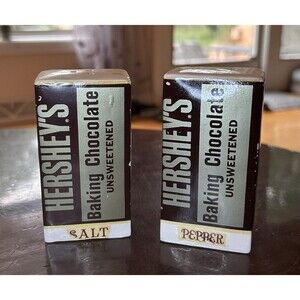 HERSHEY'S
Baking Chocolate
UNSWEETENED
SALT
HERSHEY'S
Baking Chocolate
UNSWEETENED
PEPPER